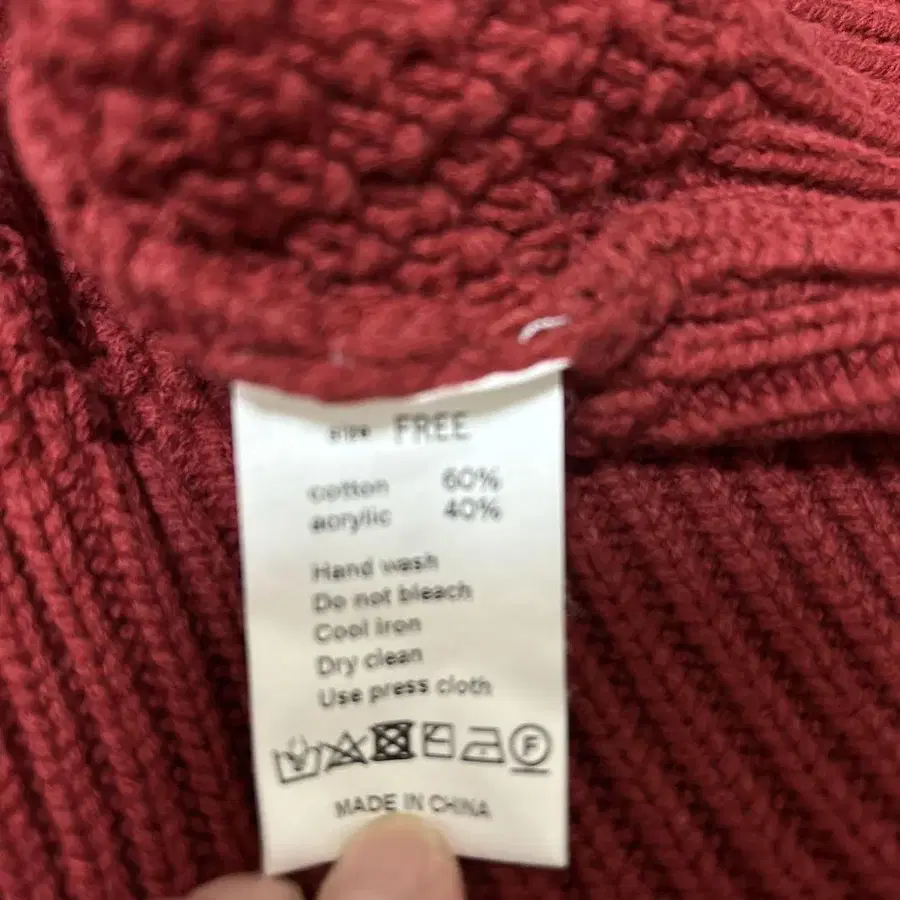 size FREE
cotton 60%
acrylic 40%
Hand wash
Do not bleach
Cool iron
Dry clean
Use press cloth
F
MADE IN CHINA